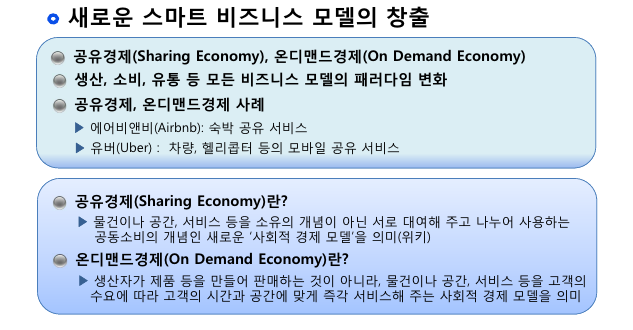 새로운 스마트 비즈니스 모델의 창출
공유경제(Sharing Economy), 온디맨드경제(On Demand Economy)
생산, 소비, 유통 등 모든 비즈니스 모델의 패러다임 변화
공유경제, 온디맨드경제 사례
에어비앤비(Airbnb): 숙박 공유 서비스
유버(Uber) : 차량, 헬리콥터 등의 모바일 공유 서비스
공유경제(Sharing Economy)란?
물건이나 공간, 서비스 등을 소유의 개념이 아닌 서로 대여해 주고 나누어 사용하는
공동소비의 개념인 새로운 ‘사회적 경제 모델’을 의미(위키)
온디맨드경제(On Demand Economy)란?
생산자가 제품 등을 만들어 판매하는 것이 아니라, 물건이나 공간, 서비스 등을 고객의
수요에 따라 고객의 시간과 공간에 맞게 즉각 서비스해 주는 사회적 경제 모델을 의미